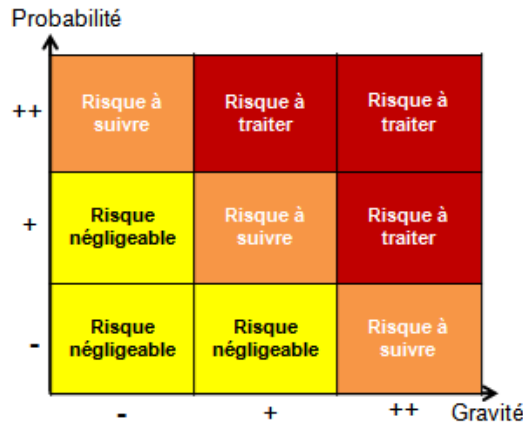 Probabilité
++
Risque à
suivre
Risque à
traiter
Risque à
traiter
+
Risque
négligeable
Risque à
suivre
Risque à
traiter
-
Risque
négligeable
Risque
négligeable
Risque à
suivre
- + ++ Gravité